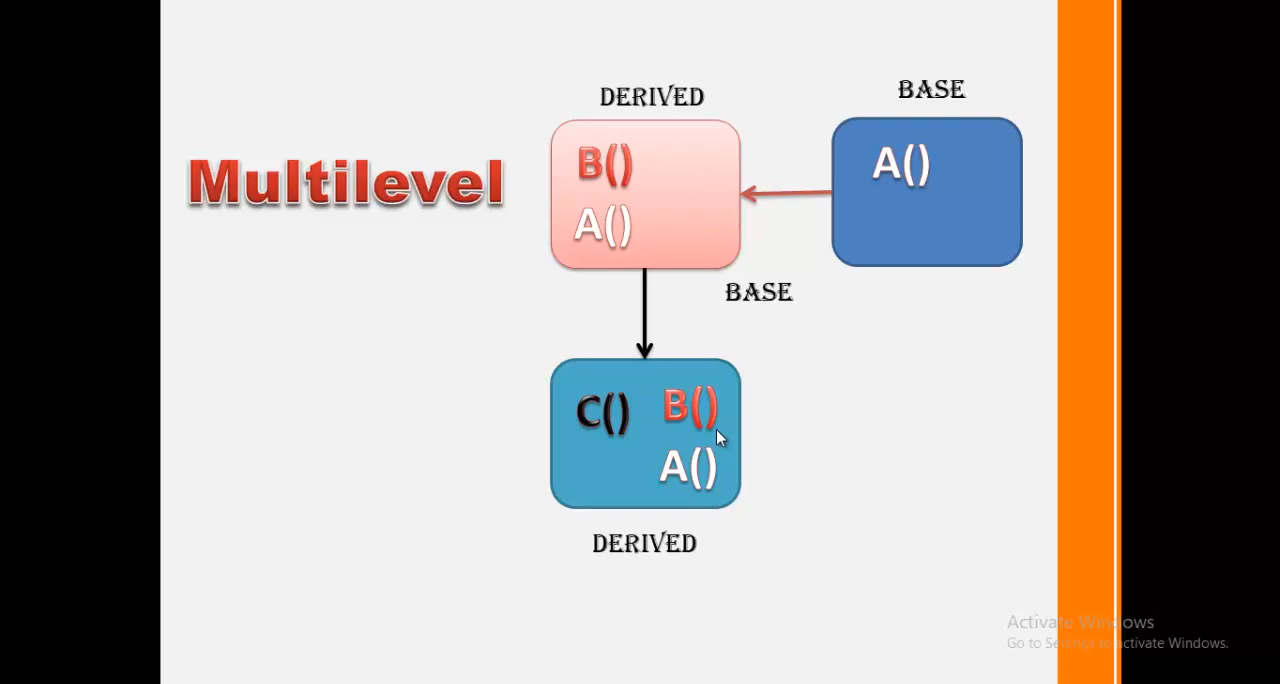 DERIVED
BASE
Multilevel
B()
A()
A()
BASE
C() B()
A()
DERIVED
Activate Windows
Go to Settings to activate Windows.